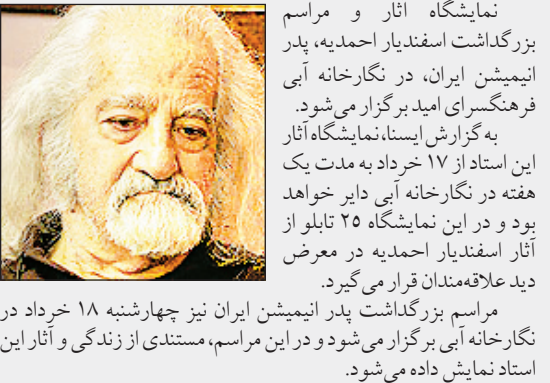 نمایشگاه آثار و مراسم
بزرگداشت اسفندیار احمدیه، پدر
انیمیشن ایران، در نگارخانه آبی
فرهنگسرای امید برگزار می‌شود.
به گزارش ایسنا، نمایشگاه آثار
این استاد از ۱۷ خرداد به مدت یک
هفته در نگارخانه آبی دایر خواهد
بود و در این نمایشگاه ۲۵ تابلو از
آثار اسفندیار احمدیه در معرض
دید علاقه‌مندان قرار می‌گیرد.
مراسم بزرگداشت پدر انیمیشن ایران نیز چهارشنبه ۱۸ خرداد در
نگارخانه آبی برگزار می‌شود و در این مراسم، مستندی از زندگی و آثار این
استاد نمایش داده می‌شود.